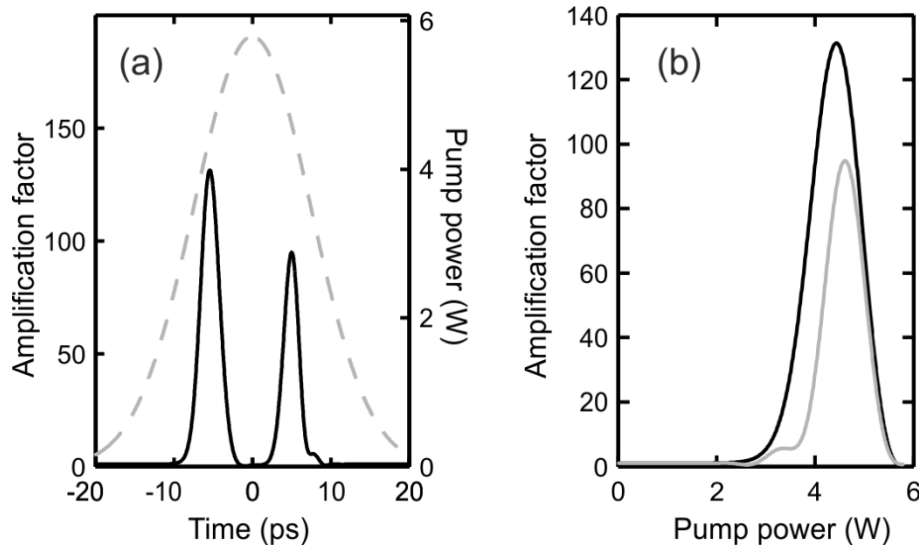 (a)
Amplification factor
150
100
50
0
6
4
2
0
Pump power (W)
-20 -10 0 10 20
Time (ps)
(b)
Amplification factor
140
120
100
80
60
40
20
0
0 2 4 6
Pump power (W)